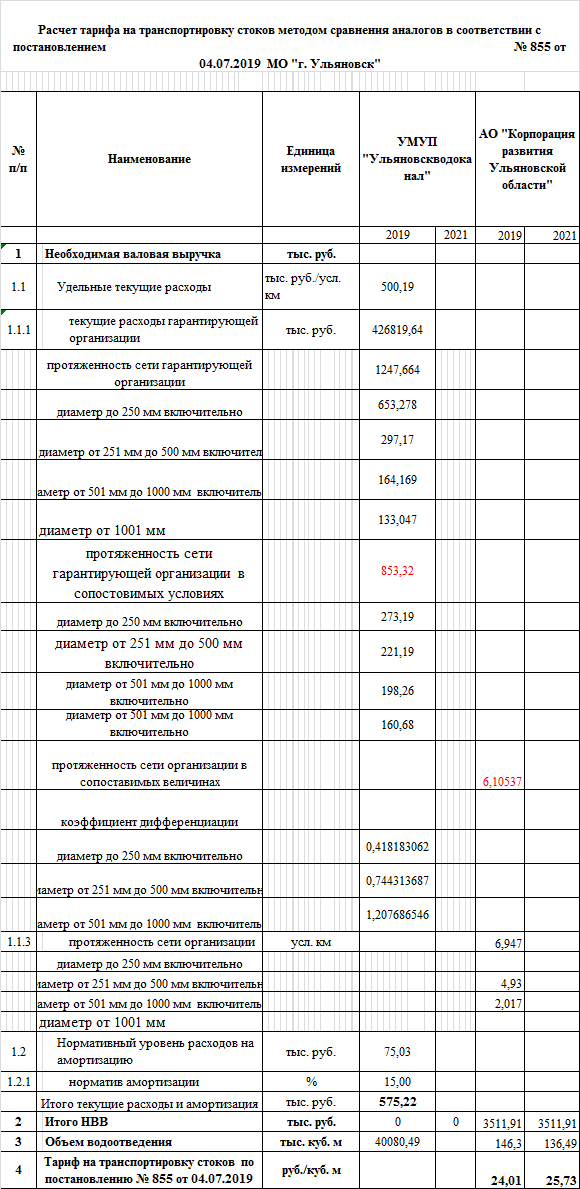 Расчет тарифа на транспортировку стоков методом сравнения аналогов в соответствии с
постановлением № 855 от
04.07.2019 МО "г. Ульяновск"
№ п/п Наименование Единица измерений УМУП "Ульяновскводоканал" АО "Корпорация развития Ульяновской области"
2019 2021 2019 2021
1 Необходимая валовая выручка тыс. руб.
1.1 Удельные текущие расходы тыс. руб./усл. км 500,19
1.1.1 текущие расходы гарантирующей организации тыс. руб. 426819,64
протяженность сети гарантирующей организации 1247,664
диаметр до 250 мм включительно 653,278
диаметр от 251 мм до 500 мм включител 297,17
аметр от 501 мм до 1000 мм включитель 164,169
диаметр от 1001 мм 133,047
протяженность сети гарантирующей организации в сопостовимых условиях 853,32
диаметр до 250 мм включительно 273,19
диаметр от 251 мм до 500 мм включительно 221,19
диаметр от 501 мм до 1000 мм включительно 198,26
диаметр от 501 мм до 1000 мм включительно 160,68
протяженность сети организации в сопоставимых величинах 6,10537
коэффициент дифференциации
диаметр до 250 мм включительно 0,418183062
иаметр от 251 мм до 500 мм включительн 0,744313687
аметр от 501 мм до 1000 мм включитель 1,207686546
1.1.3 протяженность сети организации усл. км 6,947
диаметр до 250 мм включительно
иаметр от 251 мм до 500 мм включительн 4,93
аметр от 501 мм до 1000 мм включитель 2,017
диаметр от 1001 мм
1.2 Нормативный уровень расходов на амортизацию тыс. руб. 75,03
1.2.1 норматив амортизации % 15,00
Итого текущие расходы и амортизация тыс. руб. 575,22
2 Итого НВВ тыс. руб. 0 0 3511,91 3511,91
3 Объем водоотведения тыс. куб. м 40080,49 146,3 136,49
4 Тариф на транспортировку стоков по постановлению № 855 от 04.07.2019 руб./куб. м 24,01 25,73